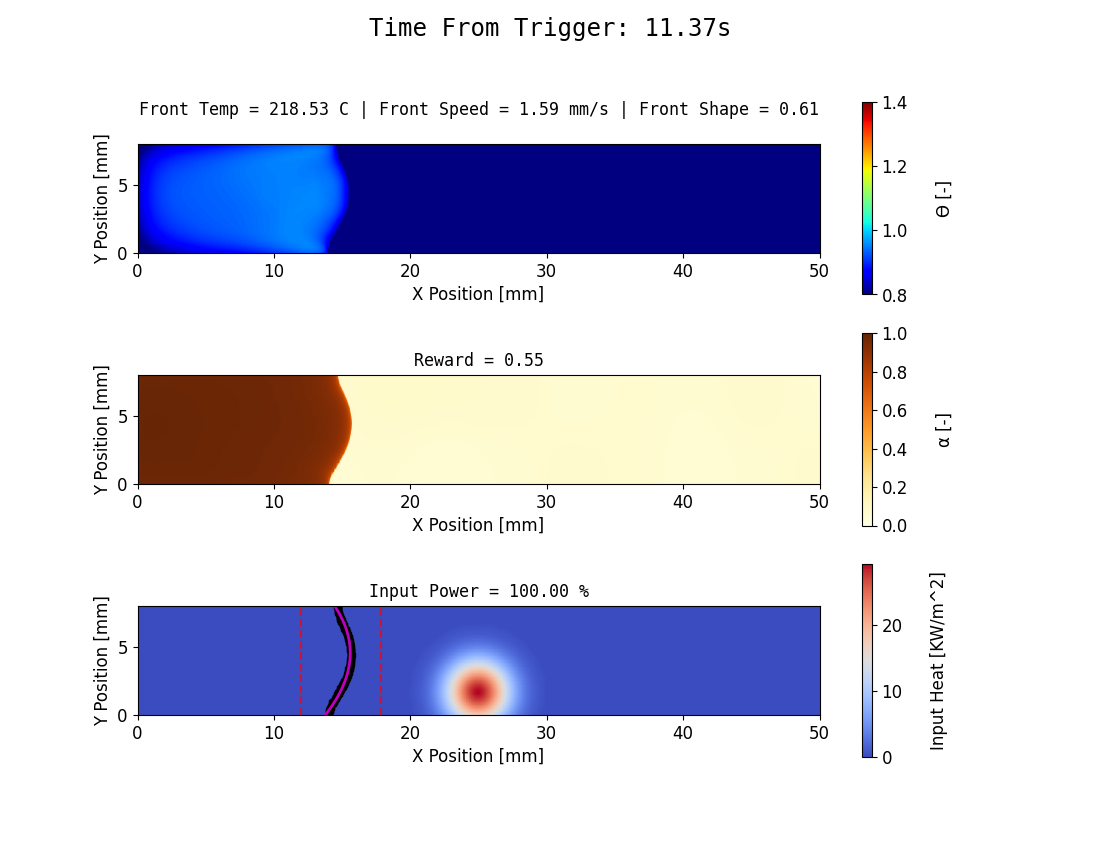 Time From Trigger: 11.37s
Front Temp = 218.53 C | Front Speed = 1.59 mm/s | Front Shape = 0.61
Y Position [mm]
5
0
0 10 20 30 40 50
X Position [mm]
1.4
1.2
1.0
0.8
Θ [-]
Reward = 0.55
Y Position [mm]
5
0
0 10 20 30 40 50
X Position [mm]
1.0
0.8
0.6
0.4
0.2
0.0
α [-]
Input Power = 100.00 %
Y Position [mm]
5
0
0 10 20 30 40 50
X Position [mm]
20
10
0
Input Heat [KW/m^2]